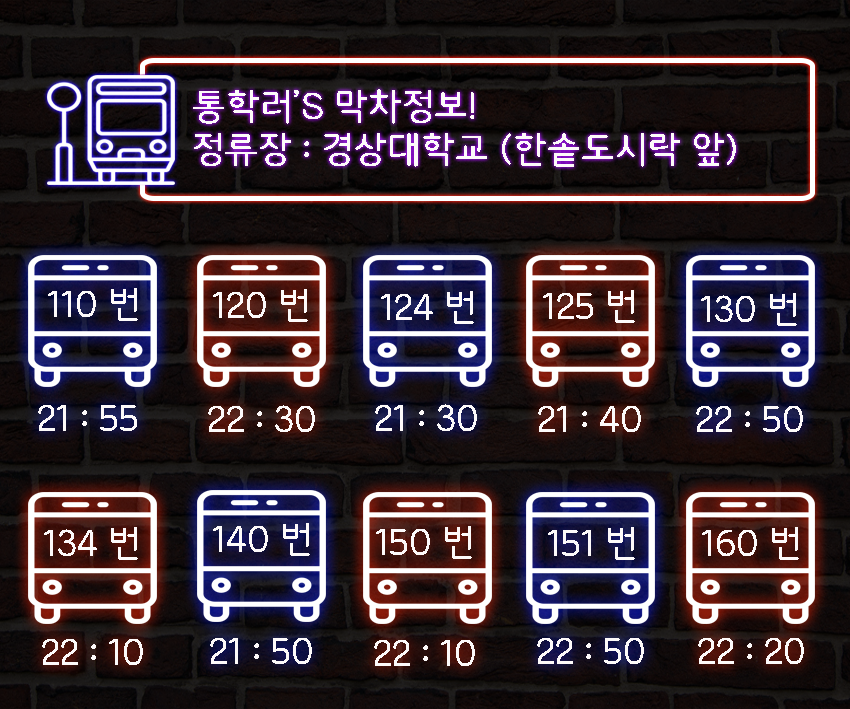 통학러'S 막차정보!
정류장 : 경상대학교 (한솥도시락 앞)
110 번 120 번 124 번 125 번 130 번
21 : 55 22 : 30 21 : 30 21 : 40 22 : 50
134 번 140 번 150 번 151 번 160 번
22 : 10 21 : 50 22 : 10 22 : 50 22 : 20